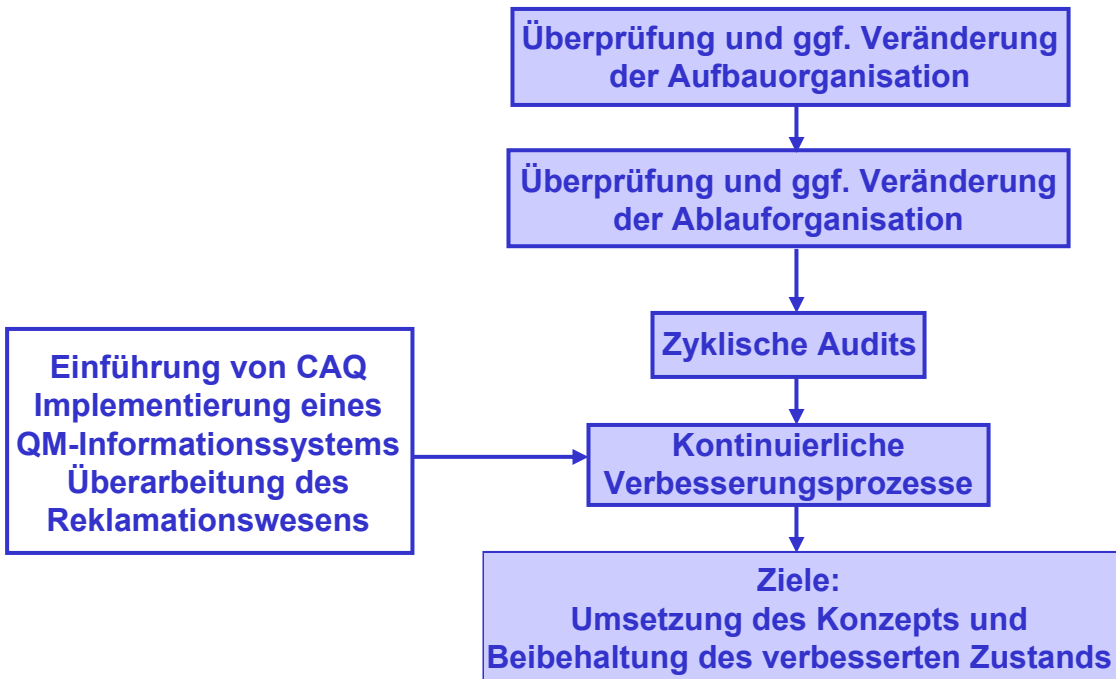 Überprüfung und ggf. Veränderung
der Aufbauorganisation
Überprüfung und ggf. Veränderung
der Ablauforganisation
Zyklische Audits
Einführung von CAQ
Implementierung eines
QM-Informationssystems
Überarbeitung des
Reklamationswesens
Kontinuierliche
Verbesserungsprozesse
Ziele:
Umsetzung des Konzepts und
Beibehaltung des verbesserten Zustands